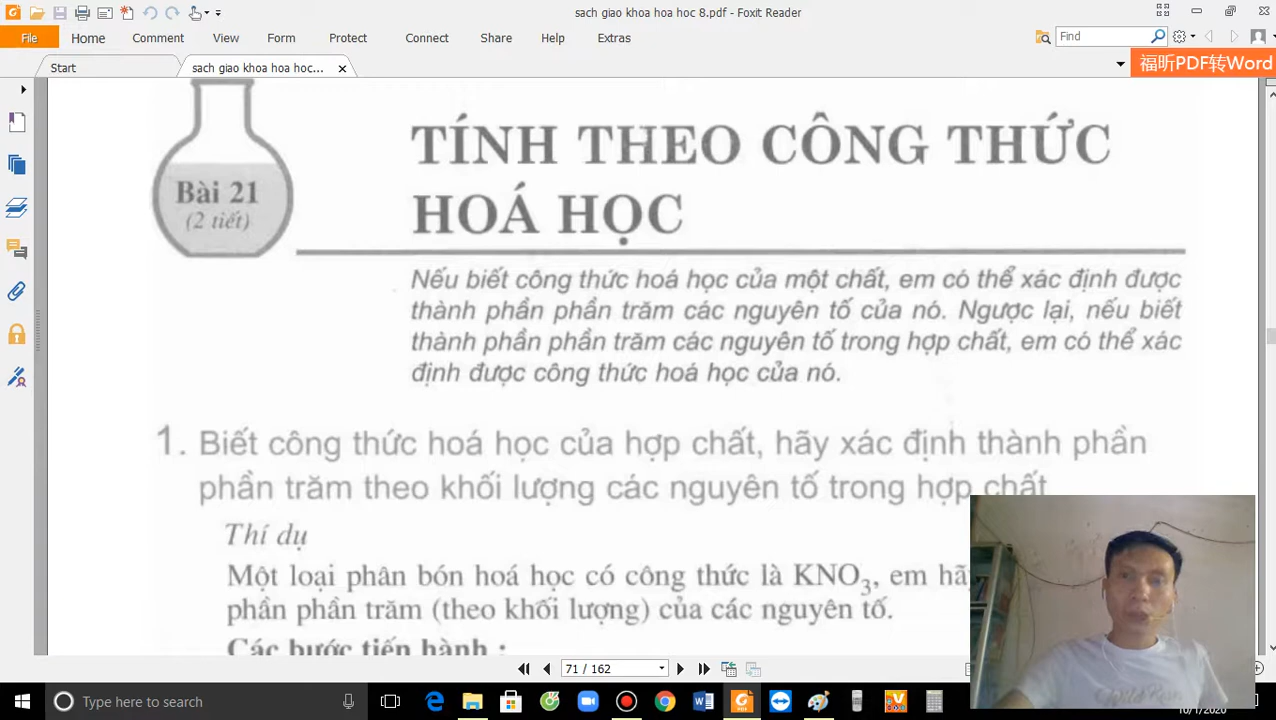 sach giao khoa hoa hoc 8.pdf - Foxit Reader
File Home Comment View Form Protect Connect Share Help Extras Find
Start sach giao khoa hoa hoc... 福昕PDF转Word
TÍNH THEO CÔNG THỨC
HOÁ HỌC
Bài 21
(2 tiết)
Nếu biết công thức hoá học của một chất, em có thể xác định được
thành phần phần trăm các nguyên tố của nó. Ngược lại, nếu biết
thành phần phần trăm các nguyên tố trong hợp chất, em có thể xác
định được công thức hoá học của nó.
1. Biết công thức hoá học của hợp chất, hãy xác định thành phần
phần trăm theo khối lượng các nguyên tố trong hợp chất
Thí dụ
Một loại phân bón hoá học có công thức là KNO3, em
phần phần trăm (theo khối lượng) của các nguyên tố.
Các bước tiến hành :
71 / 162
Type here to search
10/1/2020